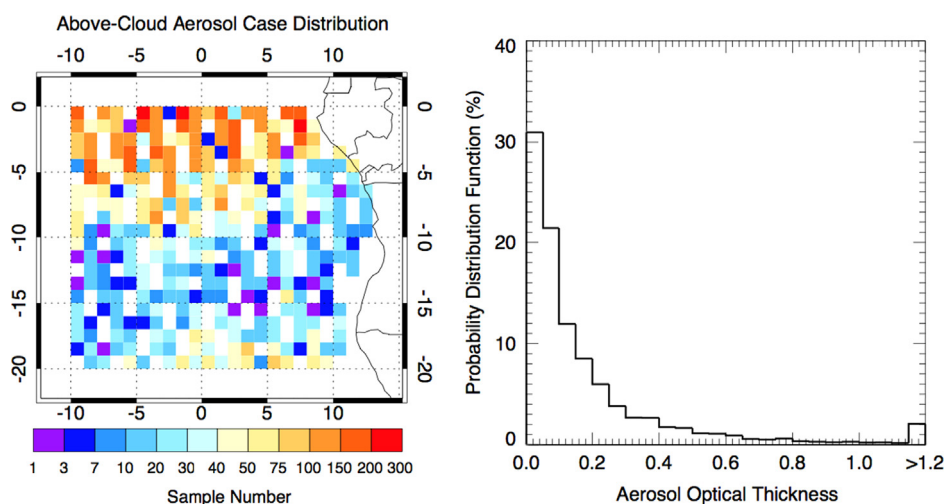 Above-Cloud Aerosol Case Distribution
-10 -5 0 5 10
0 0
-5 -5
-10 -10
-15 -15
-20 -20
-10 -5 0 5 10
1 3 7 10 20 30 40 50 75 100 150 200 300
Sample Number
Probability Distribution Function (%)
40
30
20
10
0
0.0 0.2 0.4 0.6 0.8 1.0 >1.2
Aerosol Optical Thickness